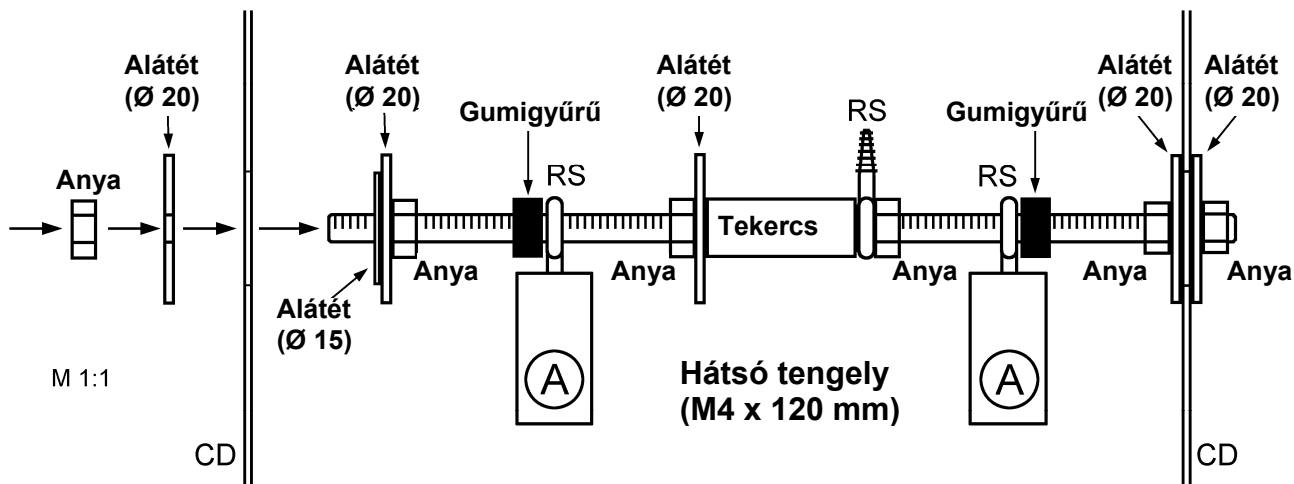 Alátét
(Ø 20)
Alátét
(Ø 20)
Alátét
(Ø 20)
Alátét
(Ø 20)
Alátét
(Ø 20)
Gumigyűrű
RS
Gumigyűrű
Anya
RS
RS
Tekercs
Anya
Anya
Anya
Anya
Anya
Alátét
(Ø 15)
M 1:1
A
Hátsó tengely
(M4 x 120 mm)
A
CD
CD